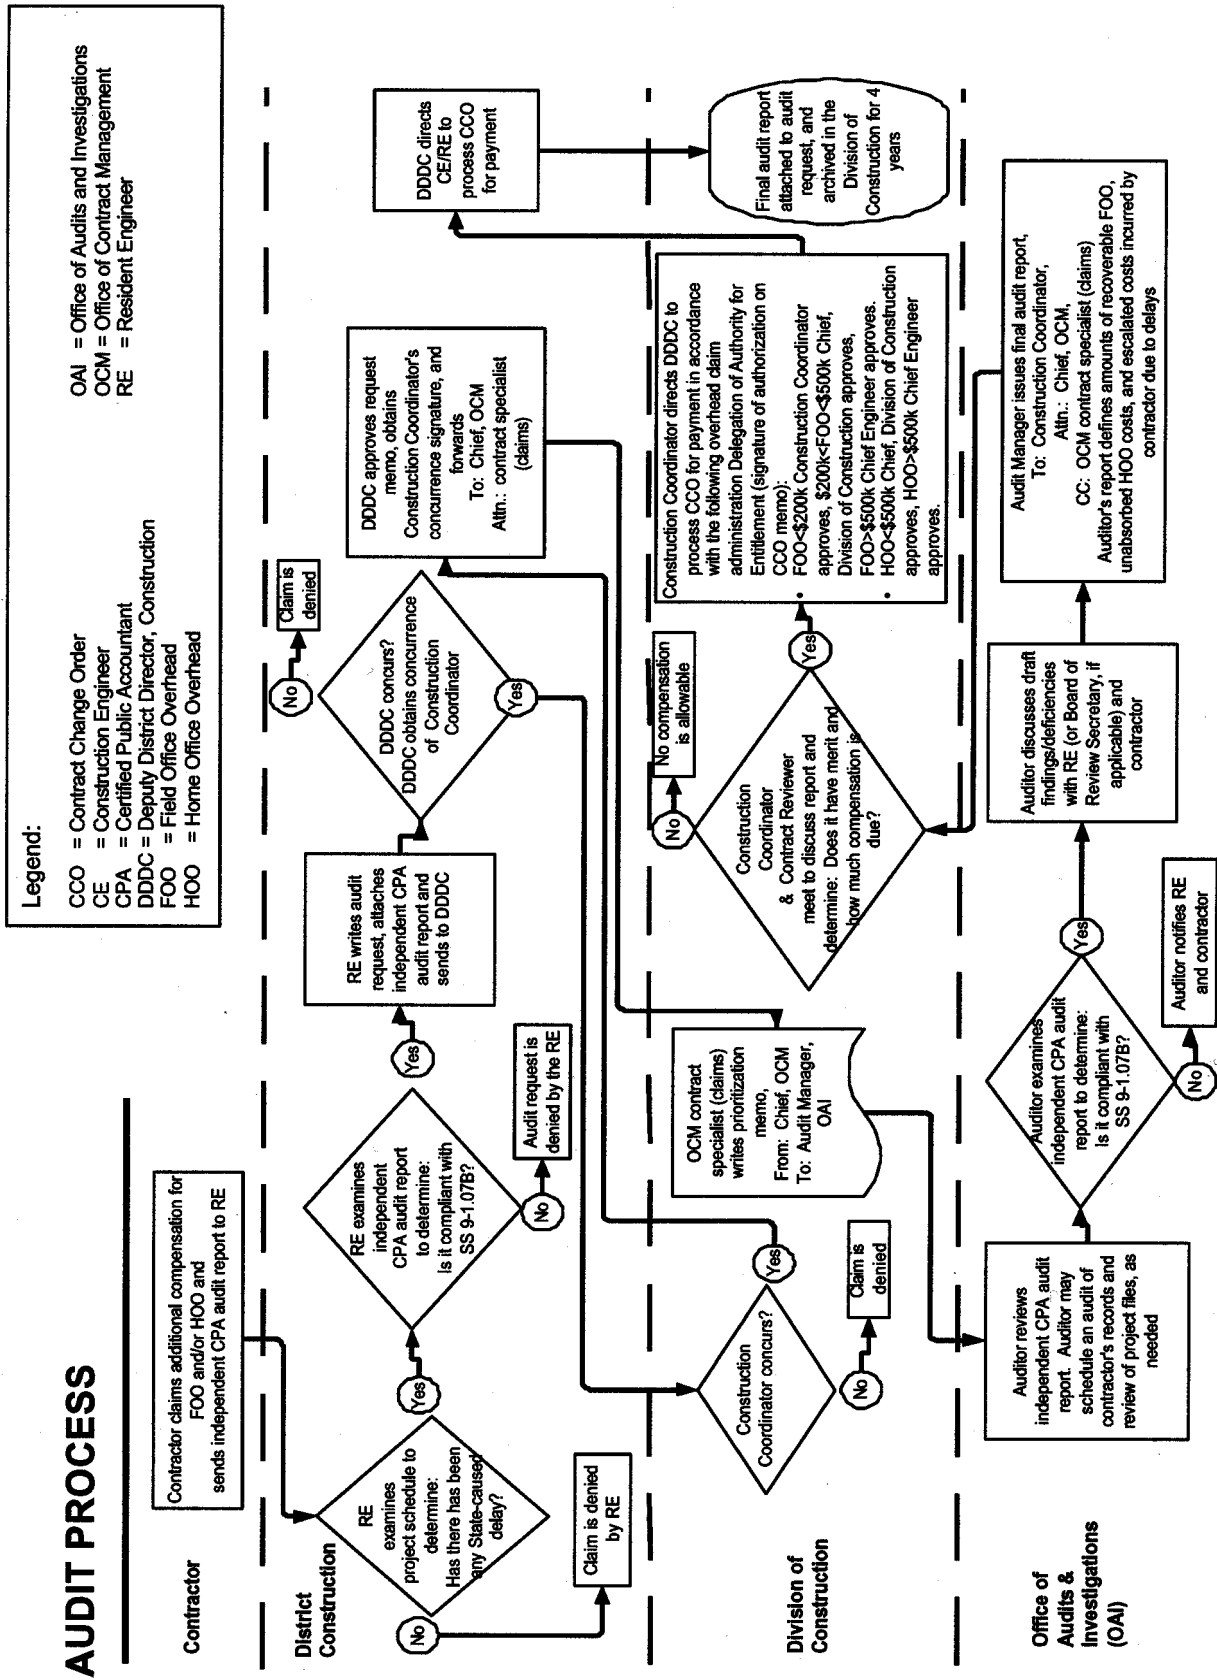 AUDIT PROCESS
Legend:
CCO = Contract Change Order
CE = Construction Engineer
CPA = Certified Public Accountant
DDDC = Deputy District Director, Construction
FOO = Field Office Overhead
HOO = Home Office Overhead
OAI = Office of Audits and Investigations
OCM = Office of Contract Management
RE = Resident Engineer
Contractor
Contractor claims additional compensation for
FOO and/or HOO and
sends independent CPA audit report to RE
District
Construction
RE
examines
project schedule to
determine:
Has there has been
any State-caused
delay?
No
Claim is denied
by RE
Yes
RE examines
independent
CPA audit report
to determine:
Is it compliant with
SS 9-1.07B?
No
Audit request is
denied by the RE
Yes
RE writes audit
request, attaches
independent CPA
audit report and
sends to DDDC
DDDC concurs?
DDDC obtains concurrence
of Construction
Coordinator
No
Claim is
denied
Yes
DDDC approves request
memo, obtains
Construction Coordinator's
concurrence signature, and
forwards
To: Chief, OCM
Attn.: contract specialist
(claims)
DDDC directs
CE/RE to
process CCO
for payment
Division of
Construction
Construction
Coordinator concurs?
No
Claim is
denied
Yes
OCM contract
specialist (claims)
writes prioritization
memo,
From: Chief, OCM
To: Audit Manager,
OAI
Construction
Coordinator
& Contract Reviewer
meet to discuss report and
determine: Does it have merit and
how much compensation is
due?
No
No compensation
is allowable
Yes
Construction Coordinator directs DDDC to
process CCO for payment in accordance
with the following overhead claim
administration Delegation of Authority for
Entitlement (signature of authorization on
CCO memo):
• FOO<$200k Construction Coordinator
approves, $200k<FOO<$500k Chief,
Division of Construction approves,
FOO>$500k Chief Engineer approves.
• HOO<$500k Chief, Division of Construction
approves, HOO>$500k Chief Engineer
approves.
Final audit report
attached to audit
request, and
archived in the
Division of
Construction for 4
years
Office of
Audits &
Investigations
(OAI)
Auditor reviews
independent CPA audit
report. Auditor may
schedule an audit of
contractor's records and
review of project files, as
needed
Auditor examines
independent CPA audit
report to determine:
Is it compliant with
SS 9-1.07B?
No
Auditor notifies RE
and contractor
Yes
Auditor discusses draft
findings/deficiencies
with RE (or Board of
Review Secretary, if
applicable) and
contractor
Audit Manager issues final audit report,
To: Construction Coordinator,
Attn.: Chief, OCM,
CC: OCM contract specialist (claims)
Auditor's report defines amounts of recoverable FOO,
unabsorbed HOO costs, and escalated costs incurred by
contractor due to delays